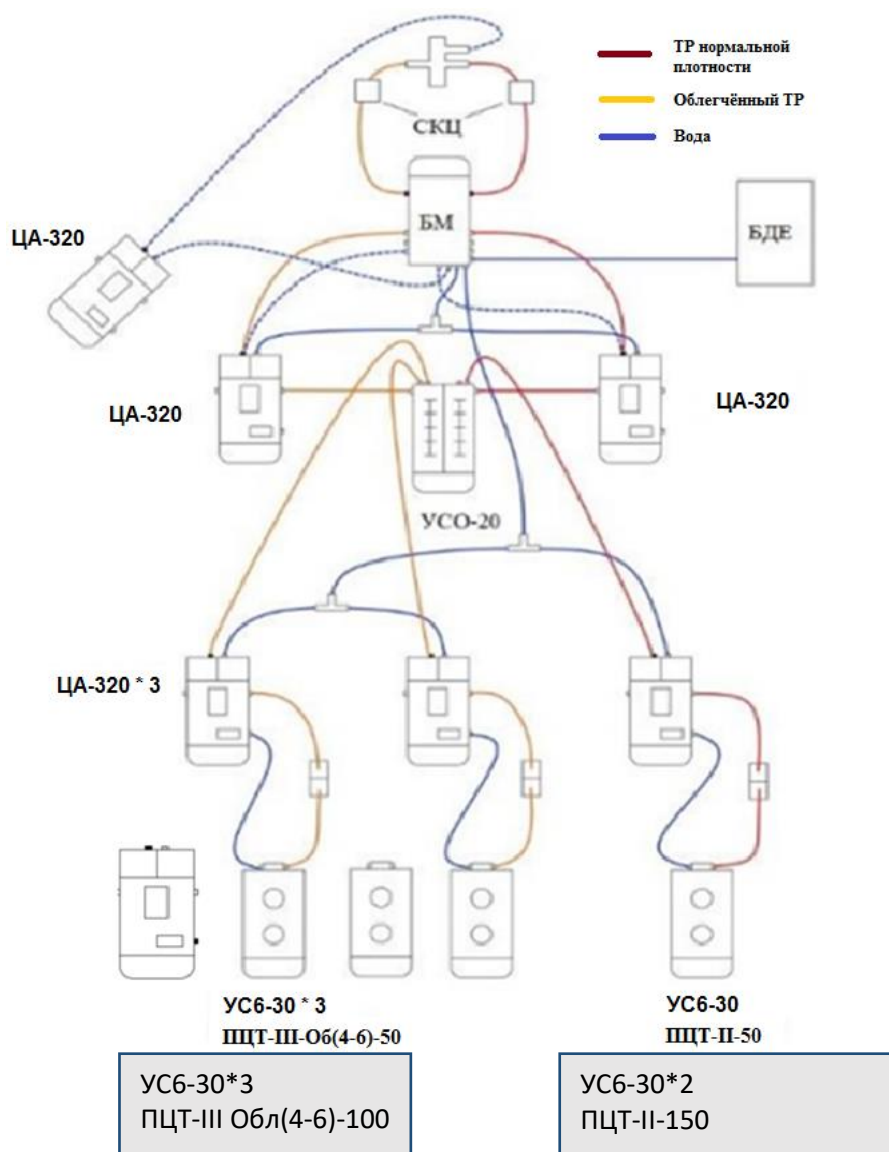 ТР нормальной
плотности
Облегчённый ТР
Вода
СКЦ
БМ
БДЕ
ЦА-320
ЦА-320
ЦА-320
УСО-20
ЦА-320 * 3
УС6-30 * 3
ПЦТ-III-Об(4-6)-50
УС6-30
ПЦТ-II-50
УС6-30*3
ПЦТ-III Обл(4-6)-100
УС6-30*2
ПЦТ-II-150